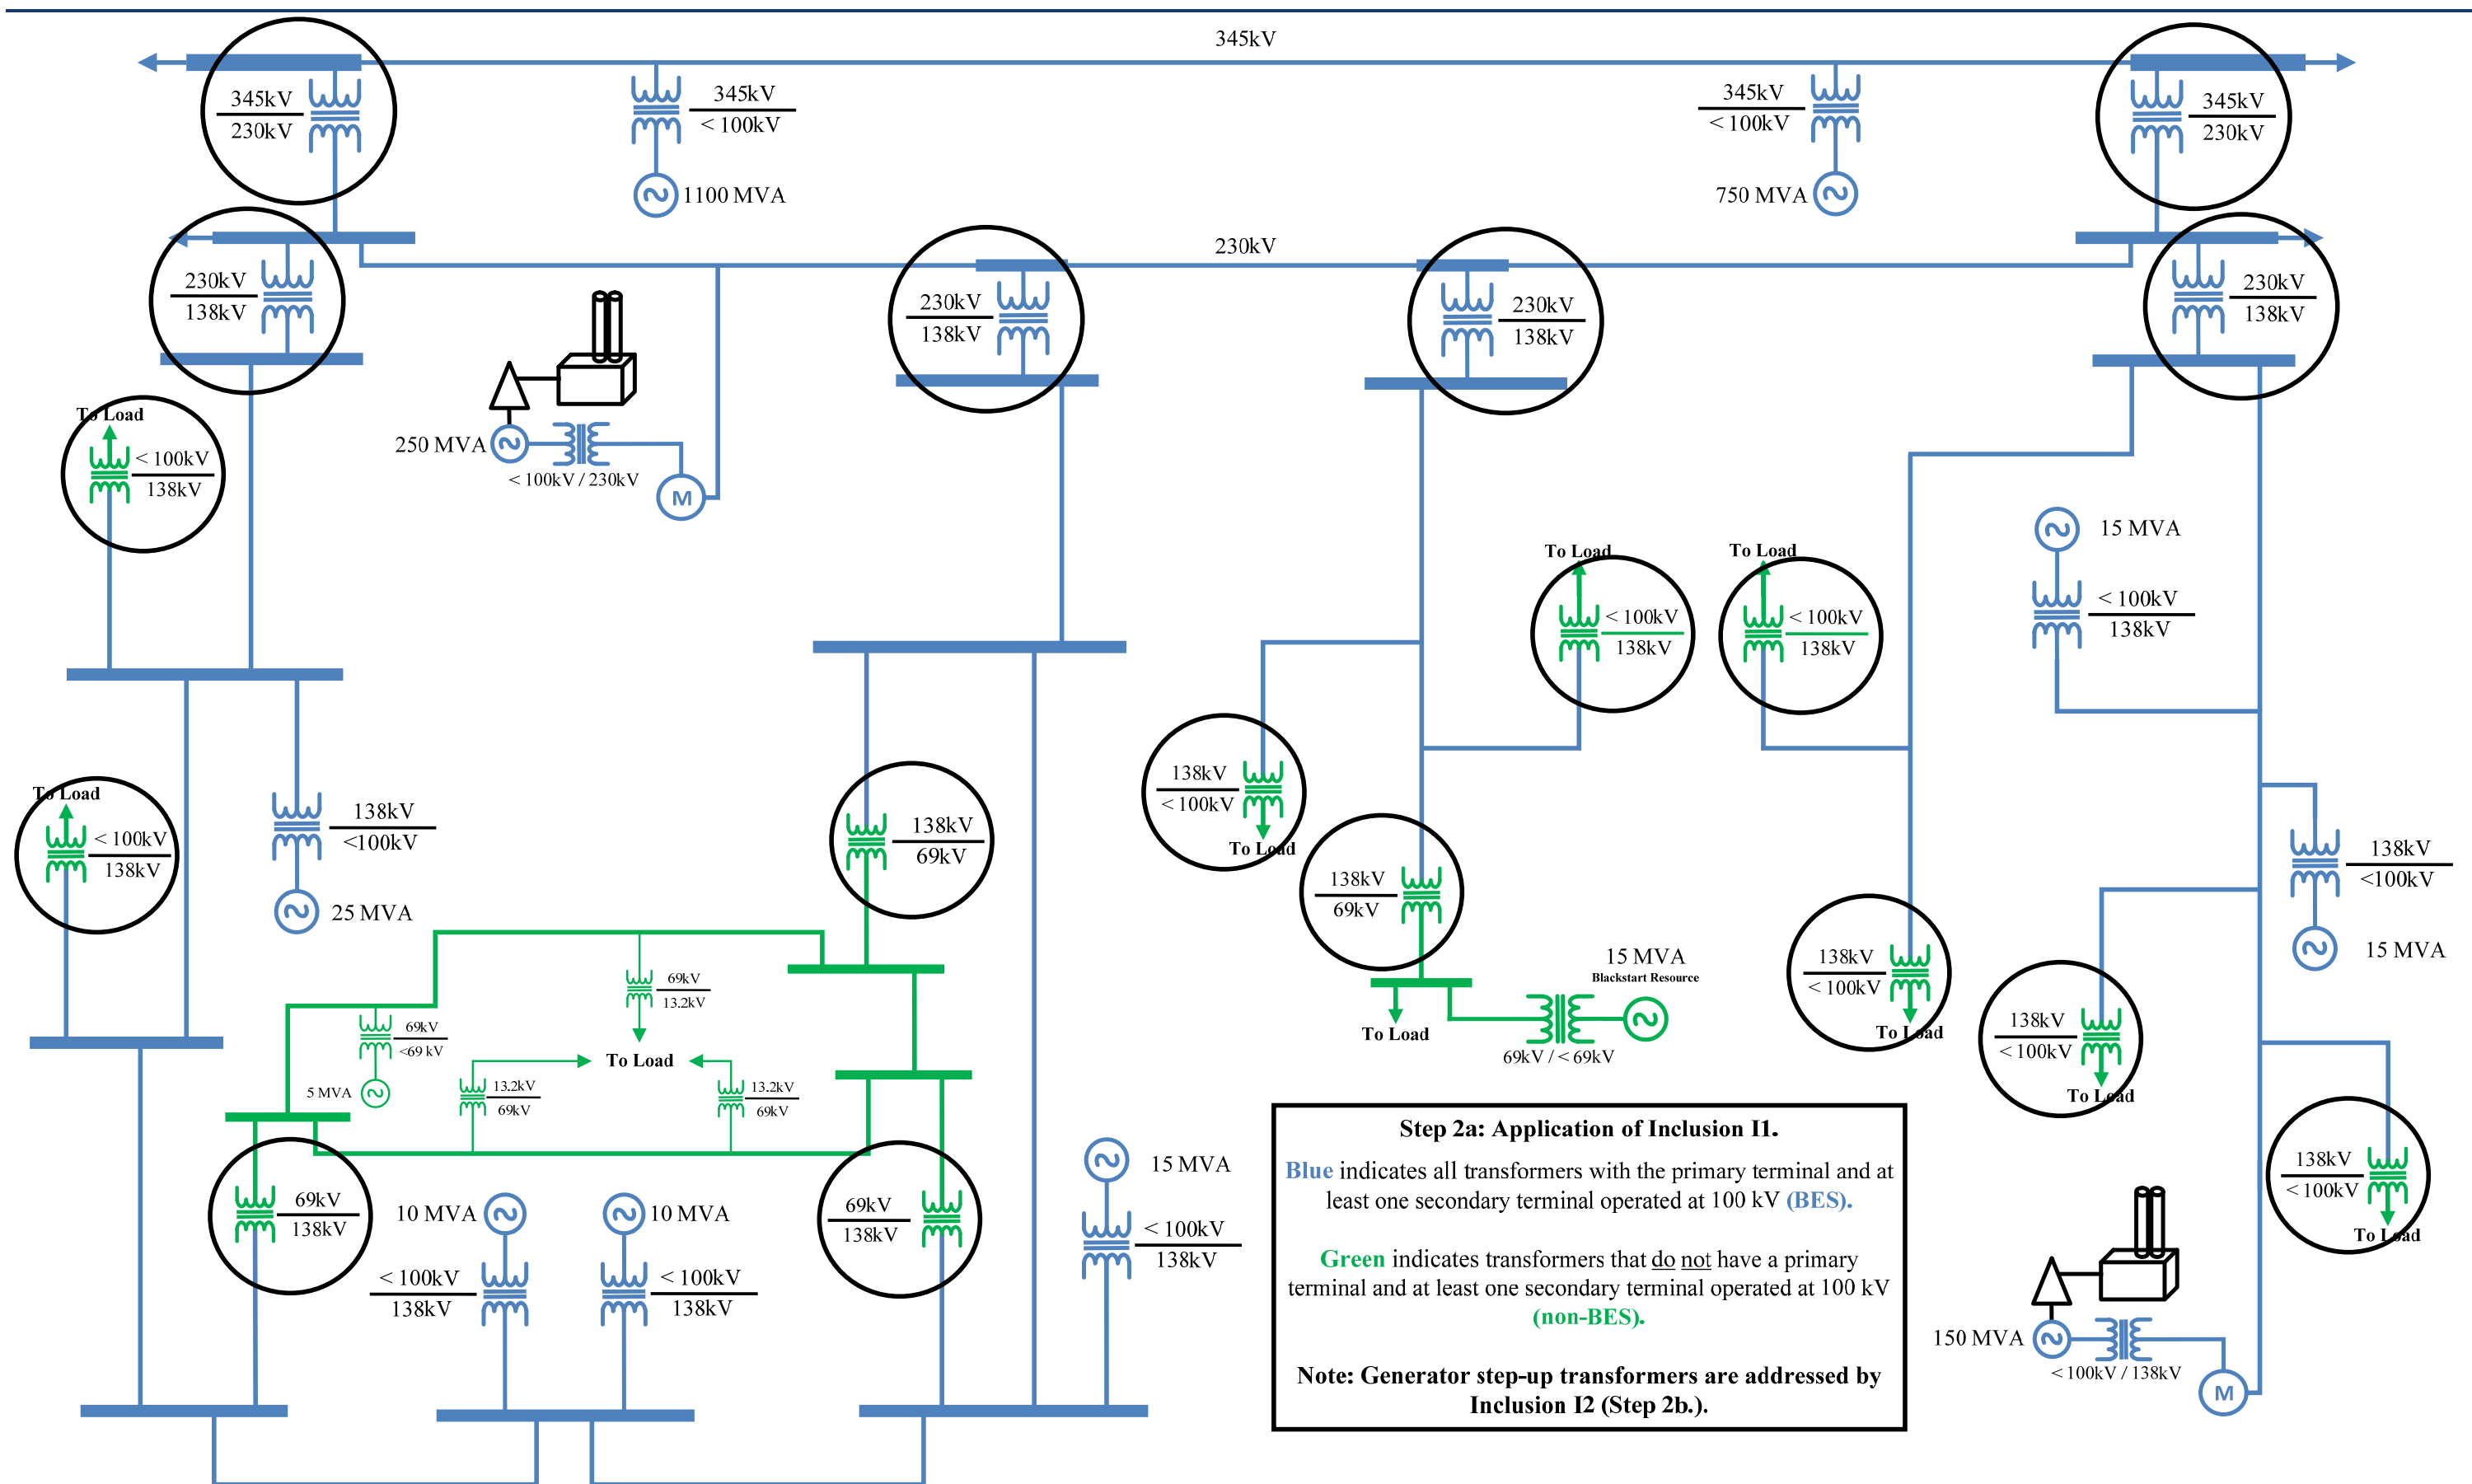 345kV
345kV
230kV
345kV
< 100kV
1100 MVA
345kV
< 100kV
750 MVA
345kV
230kV
230kV
230kV
138kV
230kV
138kV
230kV
138kV
230kV
138kV
To Load
< 100kV
138kV
250 MVA
< 100kV / 230kV
M
15 MVA
< 100kV
138kV
To Load
< 100kV
138kV
To Load
< 100kV
138kV
To Load
< 100kV
138kV
138kV
<100kV
25 MVA
138kV
69kV
138kV
< 100kV
To Load
138kV
69kV
15 MVA
Blackstart Resource
To Load
69kV / < 69kV
138kV
< 100kV
To Load
138kV
<100kV
15 MVA
138kV
< 100kV
To Load
138kV
< 100kV
To Load
69kV
13.2kV
69kV
<69 kV
5 MVA
To Load
13.2kV
69kV
13.2kV
69kV
69kV
138kV
10 MVA
< 100kV
138kV
10 MVA
< 100kV
138kV
69kV
138kV
15 MVA
< 100kV
138kV
Step 2a: Application of Inclusion I1.
Blue indicates all transformers with the primary terminal and at
least one secondary terminal operated at 100 kV (BES).
Green indicates transformers that do not have a primary
terminal and at least one secondary terminal operated at 100 kV
(non-BES).
Note: Generator step-up transformers are addressed by
Inclusion I2 (Step 2b.).
150 MVA
< 100kV / 138kV
M